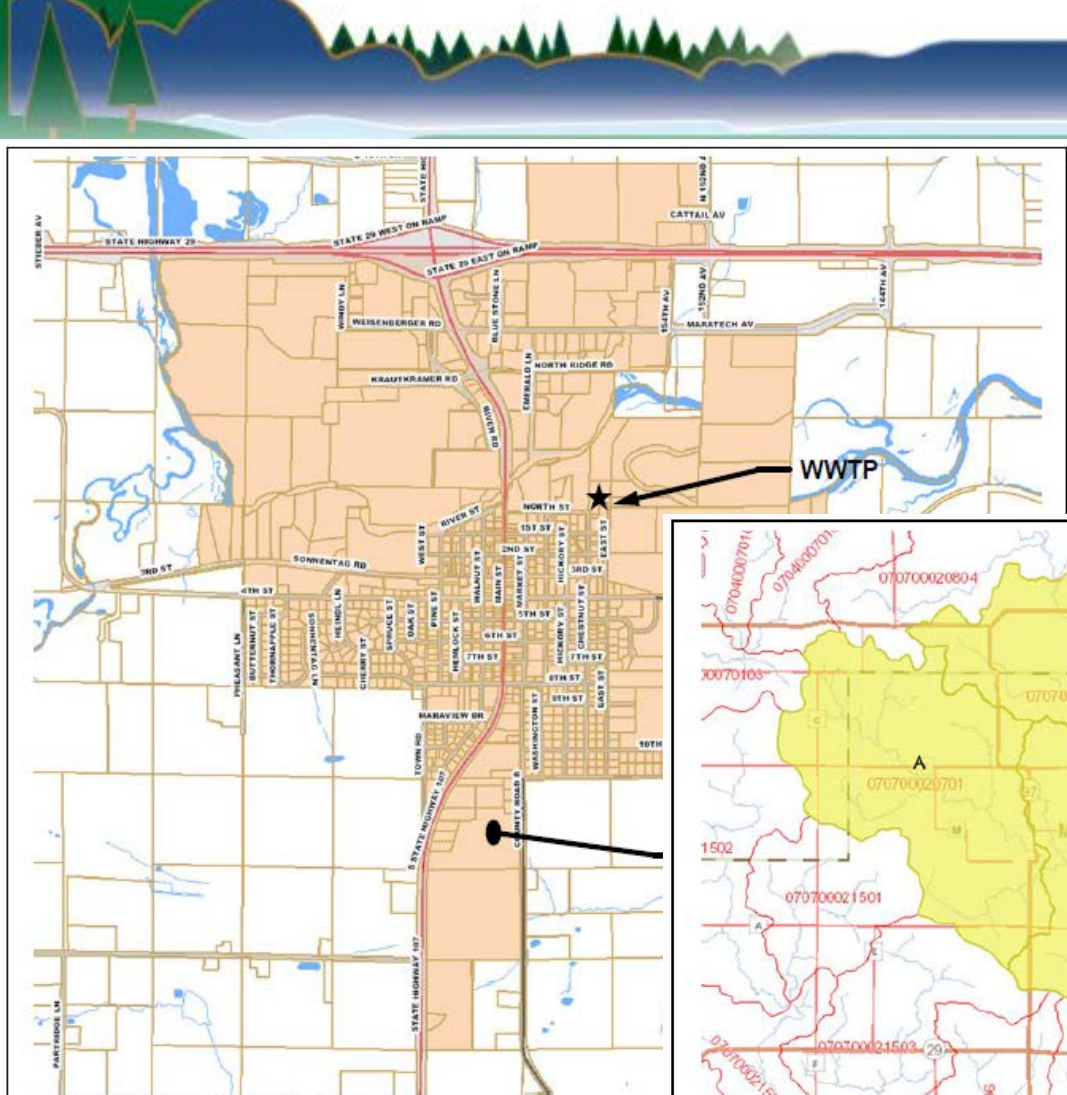 CATTAIL AV
STATE HIGHWAY 29
STATE 29 WEST ON RAMP
STATE 29 EAST ON RAMP
STIEBER AV
N 152ND A
WINDY LN
BLUE STONE LN
154TH AV
152ND AV
144TH AV
WEISENBERGER RD
MARATECH AV
KRAUTKRAMER RD
EMERALD LN
NORTH RIDGE RD
RIVER RD
WWTP
RIVER ST
NORTH ST
WEST ST
1ST ST
EAST ST
2ND ST
HICKORY ST
3RD ST
SONNENTAG RD
WALNUT ST
MAIN ST
MARKET ST
3RD ST
4TH ST
5TH ST
CHESTNUT ST
PHEASANT LN
BUTTERNUT ST
THORNAPPLE ST
SONNENTAG LN
HEINDL LN
CHERRY ST
SPRUCE ST
OAK ST
PINE ST
HEMLOCK ST
6TH ST
7TH ST
HICKORY ST
7TH ST
8TH ST
9TH ST
EAST ST
MARAVIEW DR
WASHINGTON ST
TOWN RD
10TH
S STATE HIGHWAY 107
COUNTY ROAD B
STATE HIGHWAY 107
PARTRIDGE LN
070700020804
00070103
C
A
070700020701
97
M
1502
070700021501
A
E
070700021503
29
F